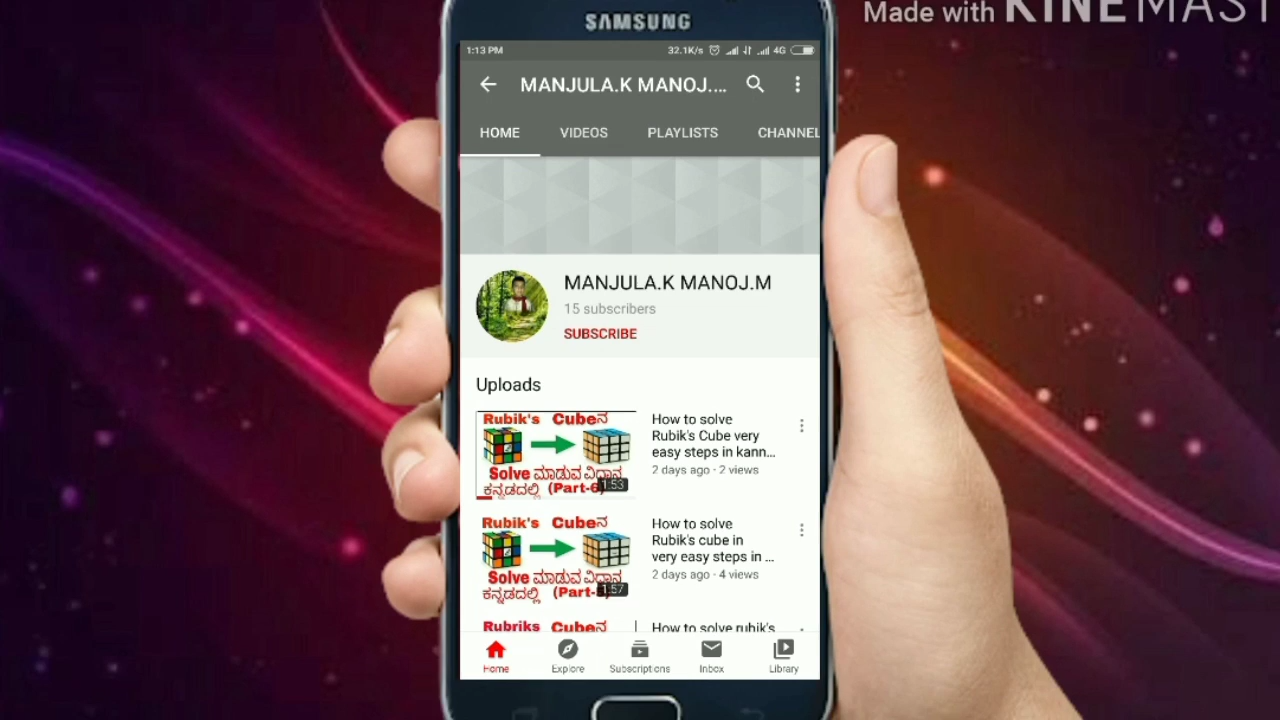 Made with KINEMAST
SAMSUNG
1:13 PM 32.1K/s 4G
MANJULA.K MANOJ....
HOME VIDEOS PLAYLISTS CHANNEL
MANJULA.K MANOJ.M
15 subscribers
SUBSCRIBE
Uploads
Rubik's Cubeನ
Solve ಮಾಡುವ ವಿಧಾನ
ಕನ್ನಡದಲ್ಲಿ (Part-6)
1:53
How to solve
Rubik's Cube very
easy steps in kann...
2 days ago · 2 views
Rubik's Cubeನ
Solve ಮಾಡುವ ವಿಧಾನ
ಕನ್ನಡದಲ್ಲಿ (Part-
1:57
How to solve
Rubik's cube in
very easy steps in ...
2 days ago · 4 views
Rubriks Cubeನ
How to solve rubik's
Home Explore Subscriptions Inbox Library